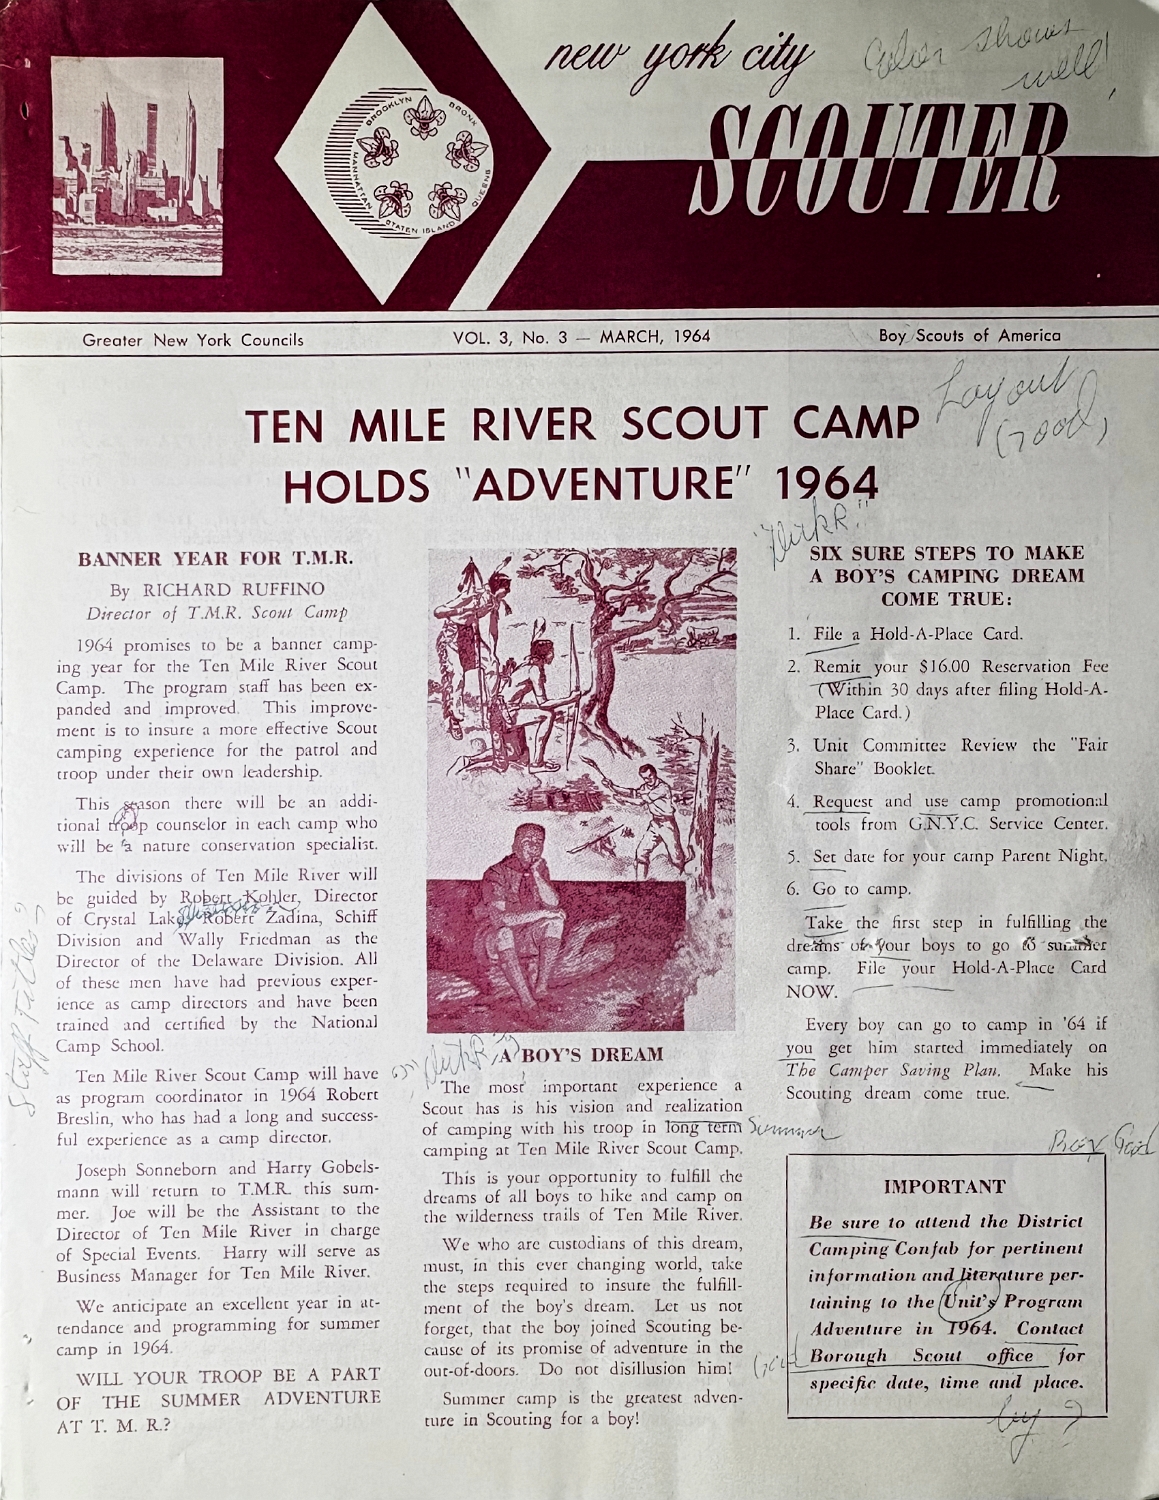 new york city
Color shows
well!
SCOUTER
BROOKLYN
BRONX
MANHATTAN
QUEENS
STATEN ISLAND
Greater New York Councils
VOL. 3, No. 3 — MARCH, 1964
Boy Scouts of America
Layout
(Good)
TEN MILE RIVER SCOUT CAMP
HOLDS "ADVENTURE" 1964
BANNER YEAR FOR T.M.R.
By RICHARD RUFFINO
Director of T.M.R. Scout Camp
1964 promises to be a banner camp-
ing year for the Ten Mile River Scout
Camp. The program staff has been ex-
panded and improved. This improve-
ment is to insure a more effective Scout
camping experience for the patrol and
troop under their own leadership.
This season there will be an addi-
tional troop counselor in each camp who
will be a nature conservation specialist.
The divisions of Ten Mile River will
be guided by Robert Kohler, Director
of Crystal Lake, Robert Zadina, Schiff
Division and Wally Friedman as the
Director of the Delaware Division. All
of these men have had previous exper-
ience as camp directors and have been
trained and certified by the National
Camp School.
Staff Titles?
Ten Mile River Scout Camp will have
as program coordinator in 1964 Robert
Breslin, who has had a long and success-
ful experience as a camp director.
Joseph Sonneborn and Harry Gobels-
mann will return to T.M.R. this sum-
mer. Joe will be the Assistant to the
Director of Ten Mile River in charge
of Special Events. Harry will serve as
Business Manager for Ten Mile River.
We anticipate an excellent year in at-
tendance and programming for summer
camp in 1964.
WILL YOUR TROOP BE A PART
OF THE SUMMER ADVENTURE
AT T. M. R.?
A BOY'S DREAM
The most important experience a
Scout has is his vision and realization
of camping with his troop in long term Summer
camping at Ten Mile River Scout Camp.
This is your opportunity to fulfill the
dreams of all boys to hike and camp on
the wilderness trails of Ten Mile River.
We who are custodians of this dream,
must, in this ever changing world, take
the steps required to insure the fulfill-
ment of the boy's dream. Let us not
forget, that the boy joined Scouting be-
cause of its promise of adventure in the
out-of-doors. Do not disillusion him!
Summer camp is the greatest adven-
ture in Scouting for a boy!
SIX SURE STEPS TO MAKE
A BOY'S CAMPING DREAM
COME TRUE:
1. File a Hold-A-Place Card.
2. Remit your $16.00 Reservation Fee
(Within 30 days after filing Hold-A-
Place Card.)
3. Unit Committee Review the "Fair
Share" Booklet.
4. Request and use camp promotional
tools from G.N.Y.C. Service Center.
5. Set date for your camp Parent Night.
6. Go to camp.
Take the first step in fulfilling the
dreams of your boys to go to summer
camp. File your Hold-A-Place Card
NOW.
Every boy can go to camp in '64 if
you get him started immediately on
The Camper Saving Plan. Make his
Scouting dream come true.
Box Good
IMPORTANT
Be sure to attend the District
Camping Confab for pertinent
information and literature per-
taining to the Unit's Program
Adventure in 1964. Contact
Borough Scout office for
specific date, time and place.